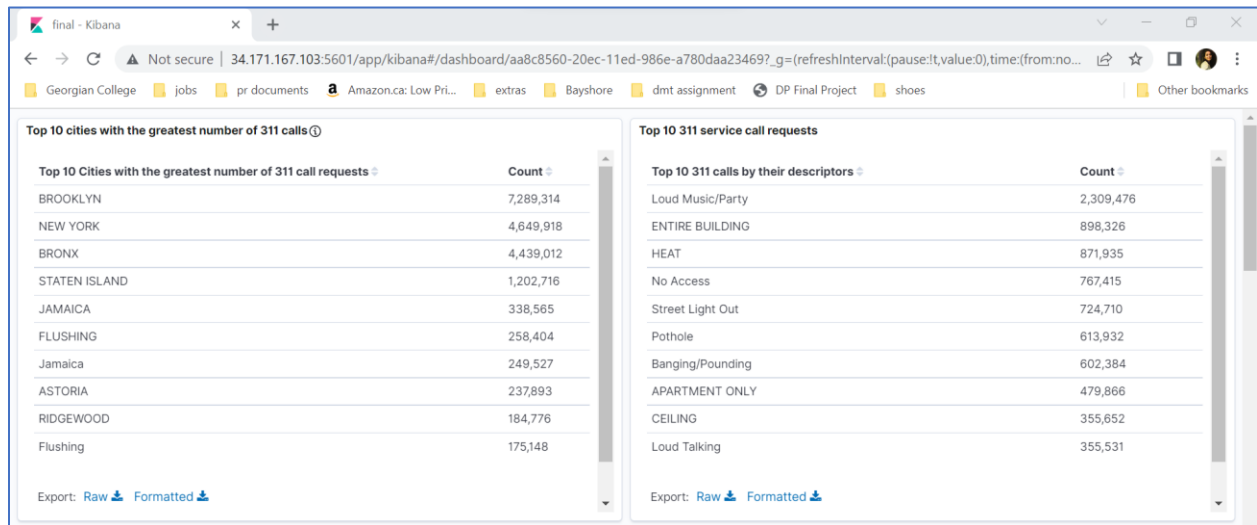 final - Kibana
Not secure | 34.171.167.103:5601/app/kibana#/dashboard/aa8c8560-20ec-11ed-986e-a780daa23469?_g=(refreshInterval:(pause:!t,value:0),time:(from:no...
Georgian College jobs pr documents Amazon.ca: Low Pri... extras Bayshore dmt assignment DP Final Project shoes Other bookmarks
Top 10 cities with the greatest number of 311 calls
Top 10 Cities with the greatest number of 311 call requests Count
BROOKLYN 7,289,314
NEW YORK 4,649,918
BRONX 4,439,012
STATEN ISLAND 1,202,716
JAMAICA 338,565
FLUSHING 258,404
Jamaica 249,527
ASTORIA 237,893
RIDGEWOOD 184,776
Flushing 175,148
Export: Raw Formatted
Top 10 311 service call requests
Top 10 311 calls by their descriptors Count
Loud Music/Party 2,309,476
ENTIRE BUILDING 898,326
HEAT 871,935
No Access 767,415
Street Light Out 724,710
Pothole 613,932
Banging/Pounding 602,384
APARTMENT ONLY 479,866
CEILING 355,652
Loud Talking 355,531
Export: Raw Formatted